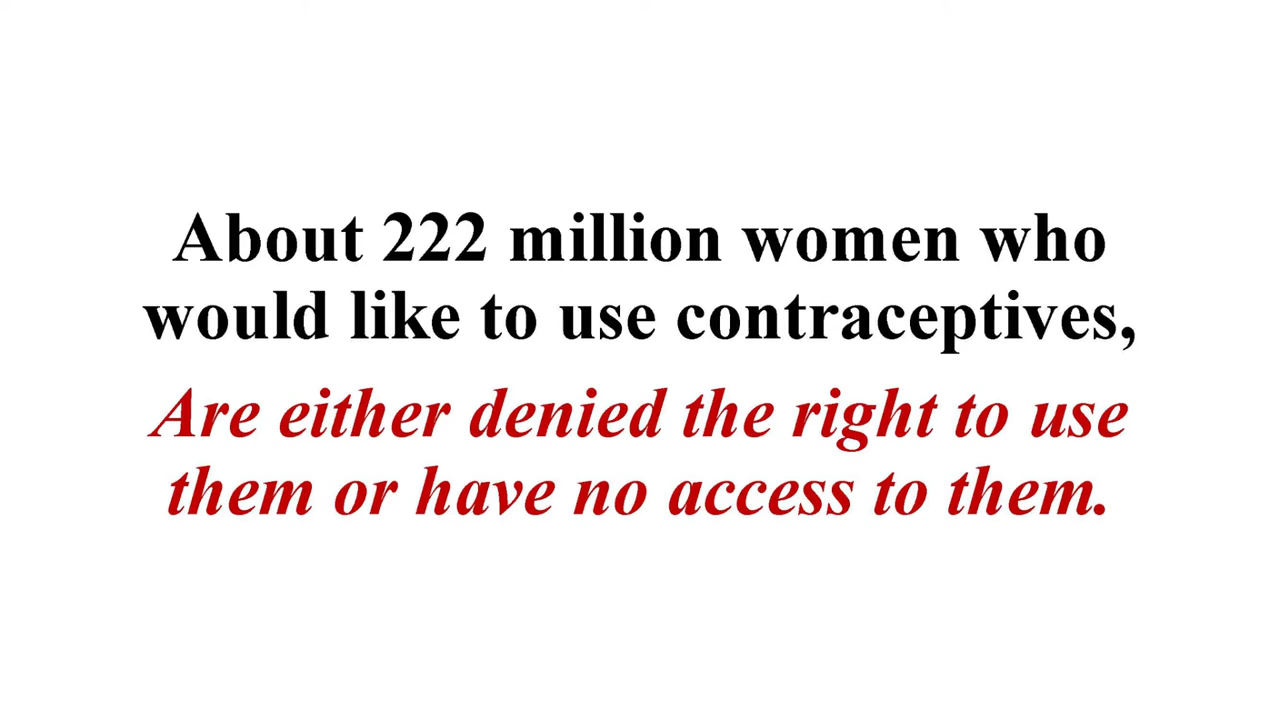 About 222 million women who
would like to use contraceptives,
Are either denied the right to use
them or have no access to them.